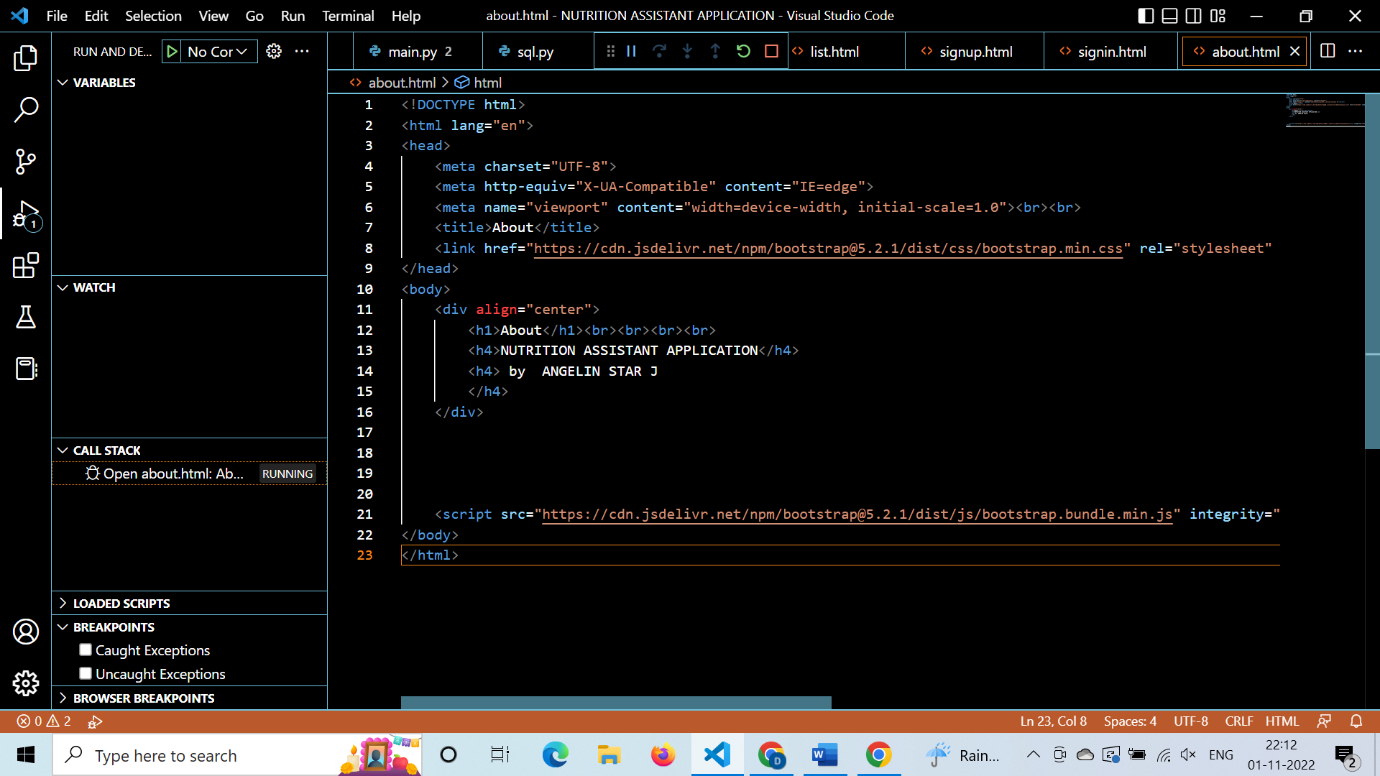 File Edit Selection View Go Run Terminal Help about.html - NUTRITION ASSISTANT APPLICATION - Visual Studio Code
RUN AND DE... No Cor main.py 2 sql.py list.html signup.html signin.html about.html
about.html > html
VARIABLES
WATCH
CALL STACK
Open about.html: Ab... RUNNING
LOADED SCRIPTS
BREAKPOINTS
Caught Exceptions
Uncaught Exceptions
BROWSER BREAKPOINTS
1
1 <!DOCTYPE html>
2 <html lang="en">
3 <head>
4 <meta charset="UTF-8">
5 <meta http-equiv="X-UA-Compatible" content="IE=edge">
6 <meta name="viewport" content="width=device-width, initial-scale=1.0"><br><br>
7 <title>About</title>
8 <link href="https://cdn.jsdelivr.net/npm/bootstrap@5.2.1/dist/css/bootstrap.min.css" rel="stylesheet"
9 </head>
10 <body>
11 <div align="center">
12 <h1>About</h1><br><br><br><br>
13 <h4>NUTRITION ASSISTANT APPLICATION</h4>
14 <h4> by  ANGELIN STAR J
15 </h4>
16 </div>
17
18
19
20
21 <script src="https://cdn.jsdelivr.net/npm/bootstrap@5.2.1/dist/js/bootstrap.bundle.min.js" integrity="
22 </body>
23 </html>
0 2 Ln 23, Col 8 Spaces: 4 UTF-8 CRLF HTML
Type here to search Rain... ENG 22:12
01-11-2022 2